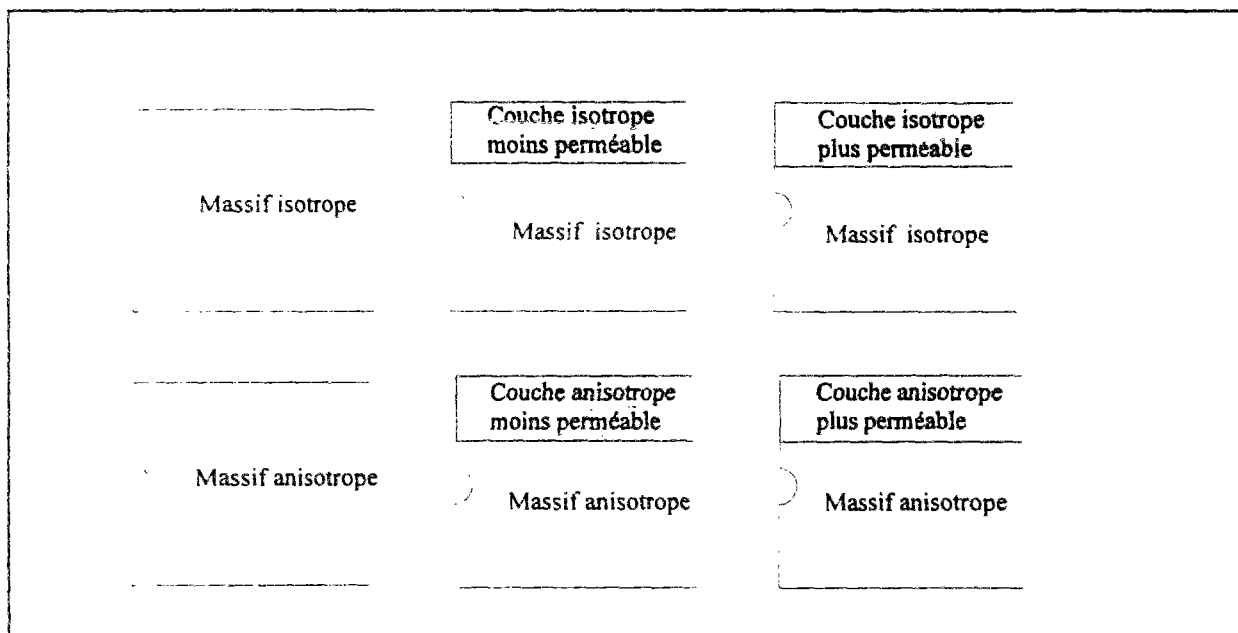 Couche isotrope
moins perméable
Couche isotrope
plus perméable
Massif isotrope
Massif isotrope
Massif isotrope
Couche anisotrope
moins perméable
Couche anisotrope
plus perméable
Massif anisotrope
Massif anisotrope
Massif anisotrope